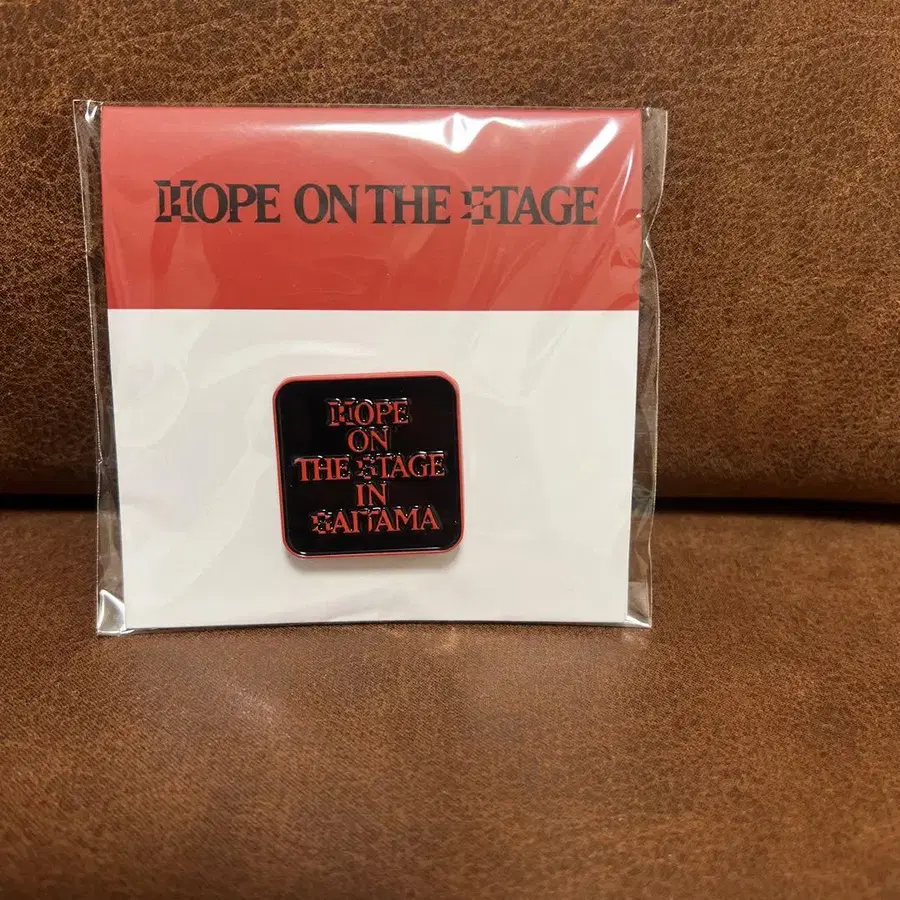 HOPE ON THE STAGE
HOPE
ON
THE STAGE
IN
SAITAMA